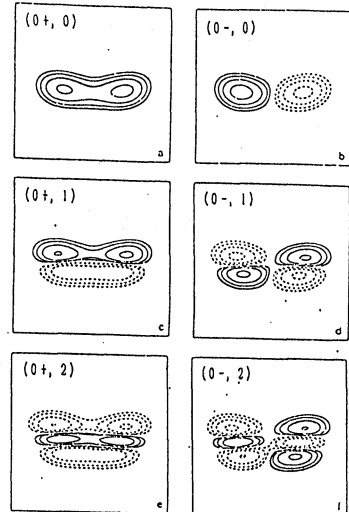 (0+, 0)
a
(0-, 0)
b
(0+, 1)
c
(0-, 1)
d
(0+, 2)
e
(0-, 2)
f